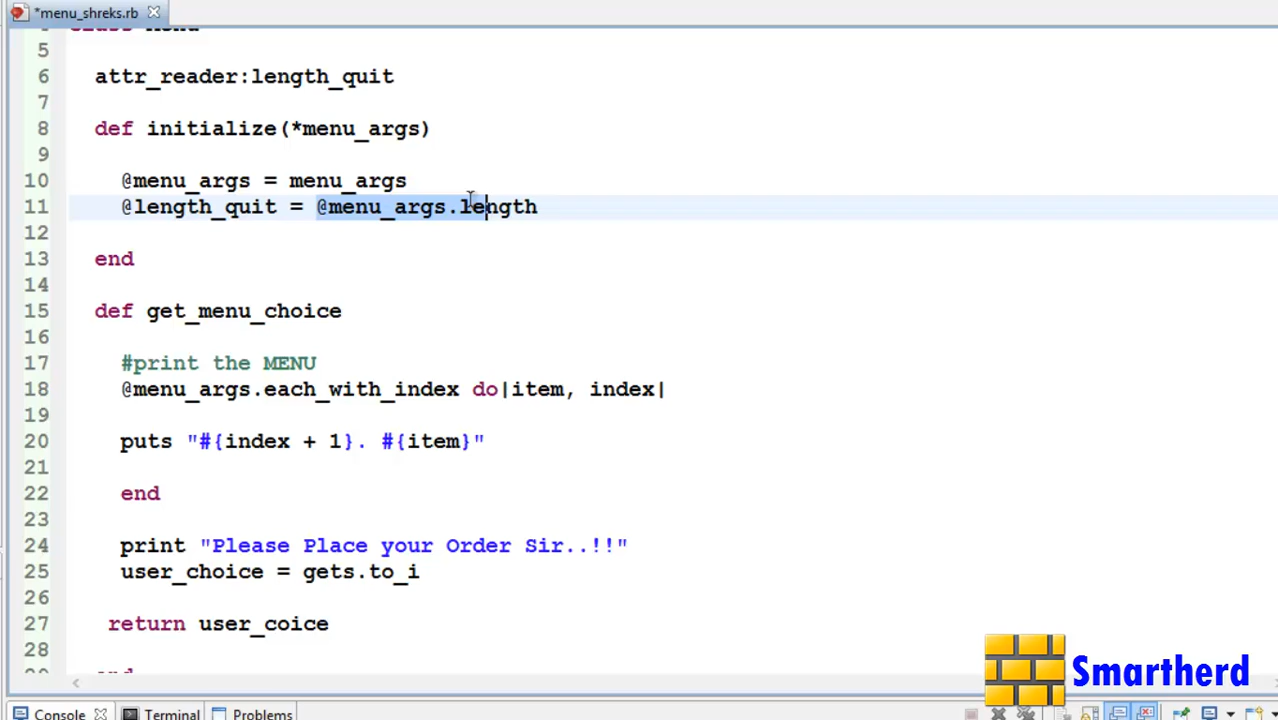 *menu_shreks.rb
5
6 attr_reader:length_quit
7
8 def initialize(*menu_args)
9
10 @menu_args = menu_args
11 @length_quit = @menu_args.length
12
13 end
14
15 def get_menu_choice
16
17 #print the MENU
18 @menu_args.each_with_index do|item, index|
19
20 puts "#{index + 1}. #{item}"
21
22 end
23
24 print "Please Place your Order Sir..!!"
25 user_choice = gets.to_i
26
27 return user_coice
28
Smartherd
Console Terminal Problems